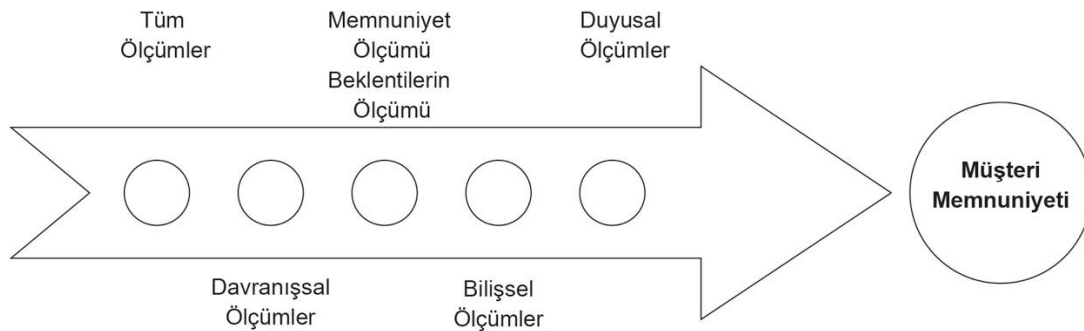 Tüm
Ölçümler
Memnuniyet
Ölçümü
Beklentilerin
Ölçümü
Duyusal
Ölçümler
Müşteri
Memnuniyeti
Davranışsal
Ölçümler
Bilişsel
Ölçümler